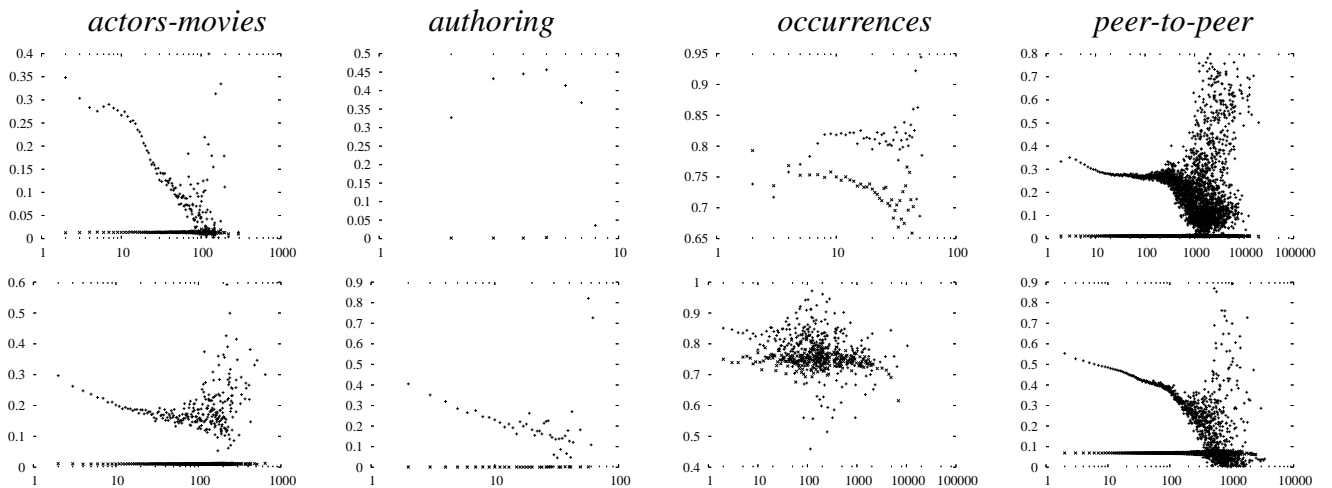 actors-movies authoring occurrences peer-to-peer
0.4 0.5 0.95 0.8
0.35 0.45 0.9 0.7
0.3 0.4 0.85 0.6
0.25 0.35 0.8 0.5
0.2 0.3 0.75 0.4
0.15 0.25 0.7 0.3
0.1 0.2 0.65 0.2
0.05 0.15 0.1
0 0.1 0
0.05
0
1 10 100 1000 1 10 1 10 100 1 10 100 1000 10000 100000
0.6 0.9 1 0.9
0.5 0.8 0.9 0.8
0.4 0.7 0.8 0.7
0.3 0.6 0.7 0.6
0.2 0.5 0.6 0.5
0.1 0.4 0.5 0.4
0 0.3 0.4 0.3
0.2 0.2
0.1 0.1
0 0
1 10 100 1000 1 10 100 1 10 100 1000 10000 100000 1 10 100 1000 10000